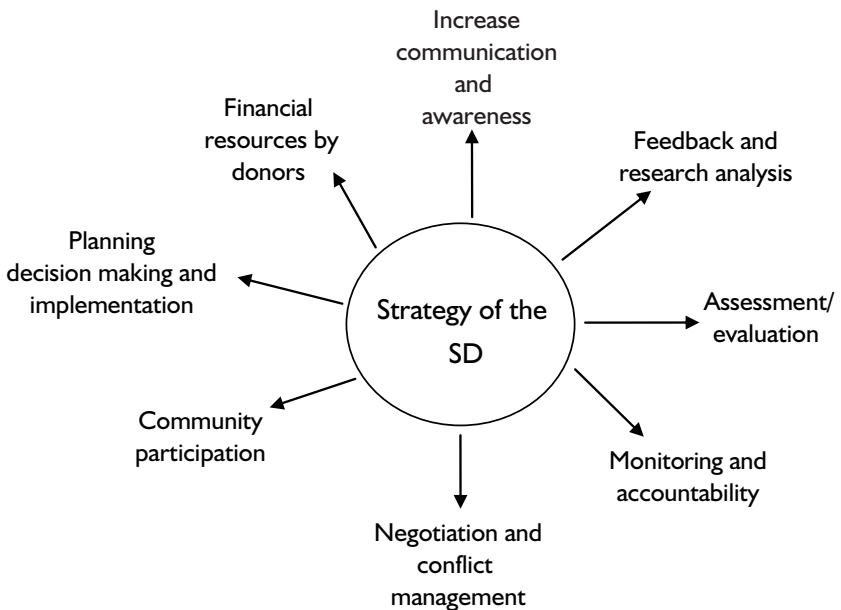 Increase
communication
and
awareness
Feedback and
research analysis
Assessment/
evaluation
Monitoring and
accountability
Negotiation and
conflict
management
Community
participation
Planning
decision making and
implementation
Financial
resources by
donors
Strategy of the
SD